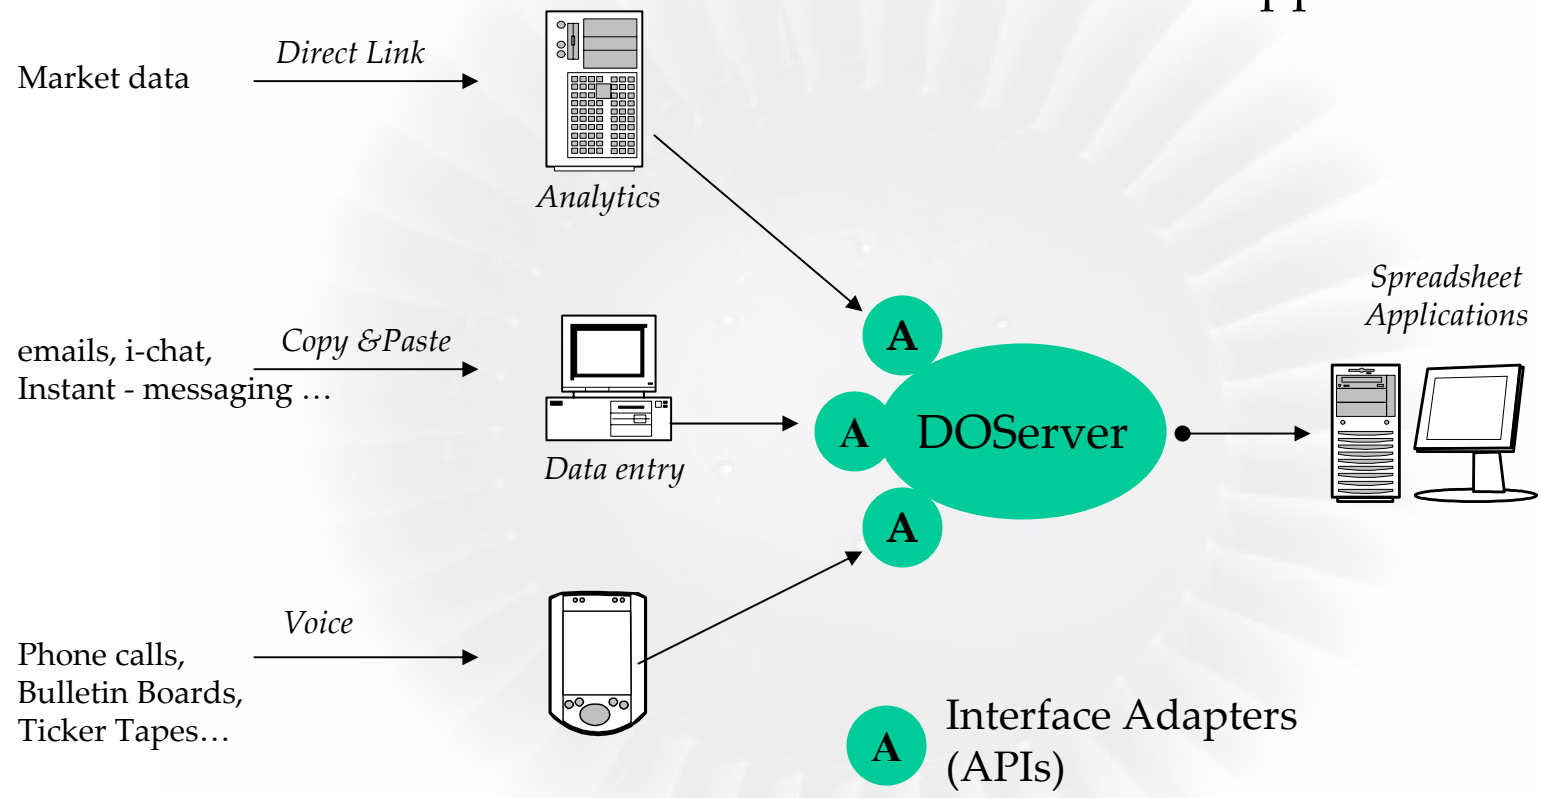 Market data
Direct Link
Analytics
emails, i-chat,
Instant - messaging …
Copy &Paste
Data entry
Phone calls,
Bulletin Boards,
Ticker Tapes…
Voice
A
A
A
DOServer
Spreadsheet
Applications
A
Interface Adapters
(APIs)